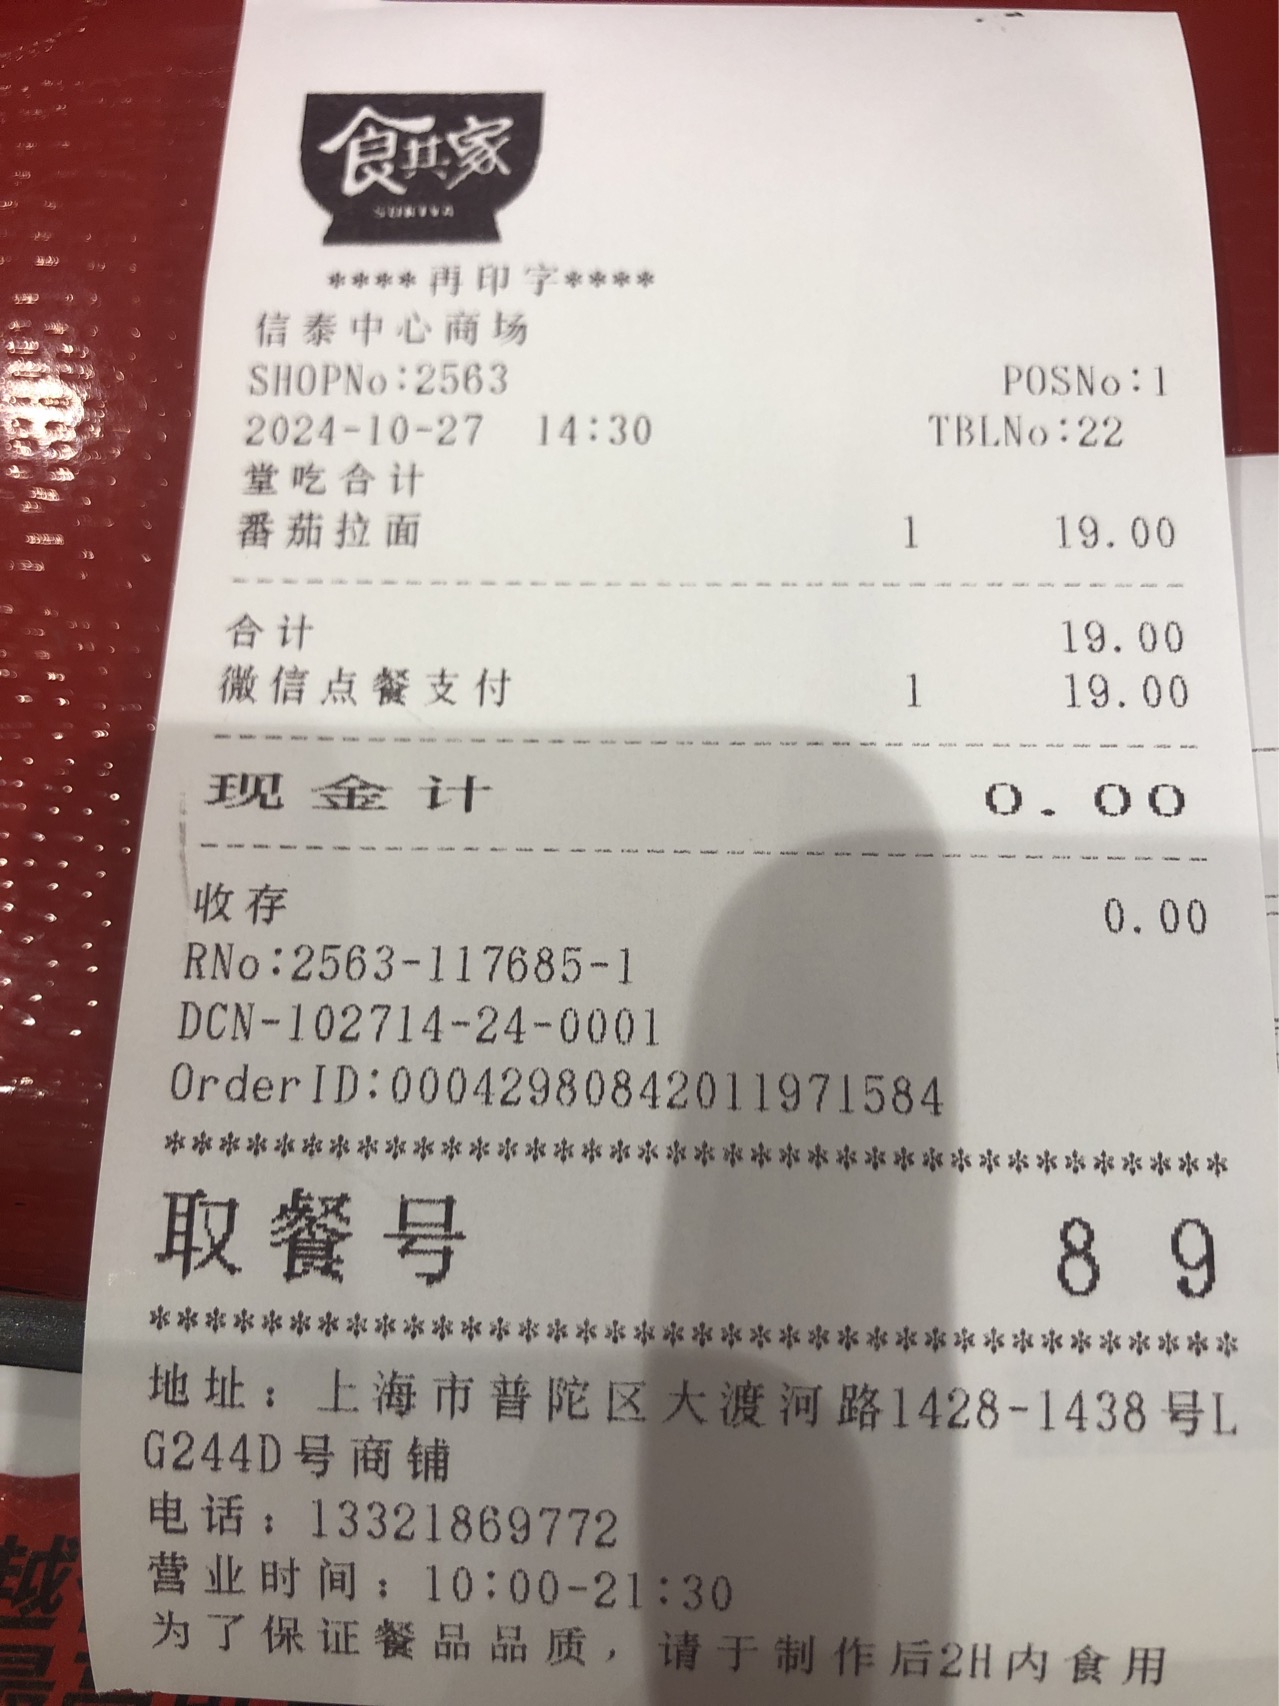 食其家
SUKIYA
****再印字****
信泰中心商场
SHOPNo:2563 POSNo:1
2024-10-27 14:30 TBLNo:22
堂吃合计
番茄拉面 1 19.00
合计 19.00
微信点餐支付 1 19.00
现金计 0.00
收存 0.00
RNo:2563-117685-1
DCN-102714-24-0001
OrderID:00042980842011971584
**************************************
取餐号 89
**************************************
地址：上海市普陀区大渡河路1428-1438号L
G244D号商铺
电话：13321869772
营业时间：10:00-21:30
为了保证餐品品质，请于制作后2H内食用